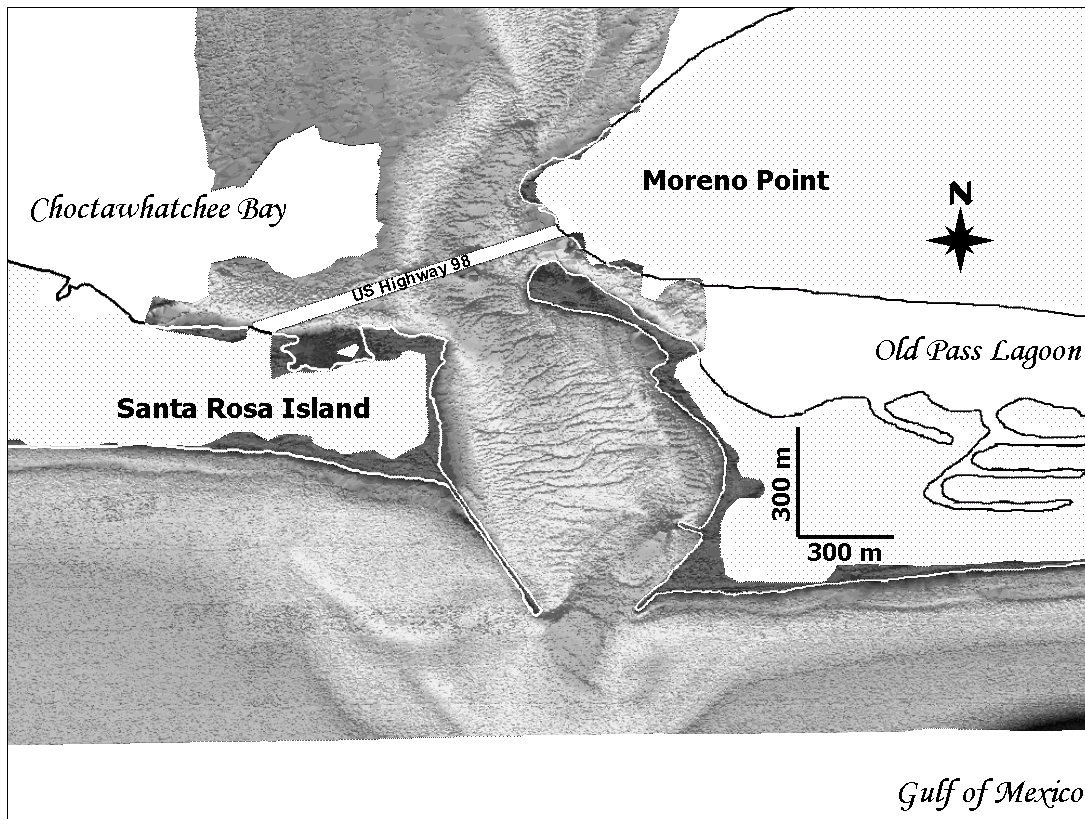 Moreno Point
N
Choctawhatchee Bay
US Highway 98
Old Pass Lagoon
Santa Rosa Island
300 m
300 m
Gulf of Mexico